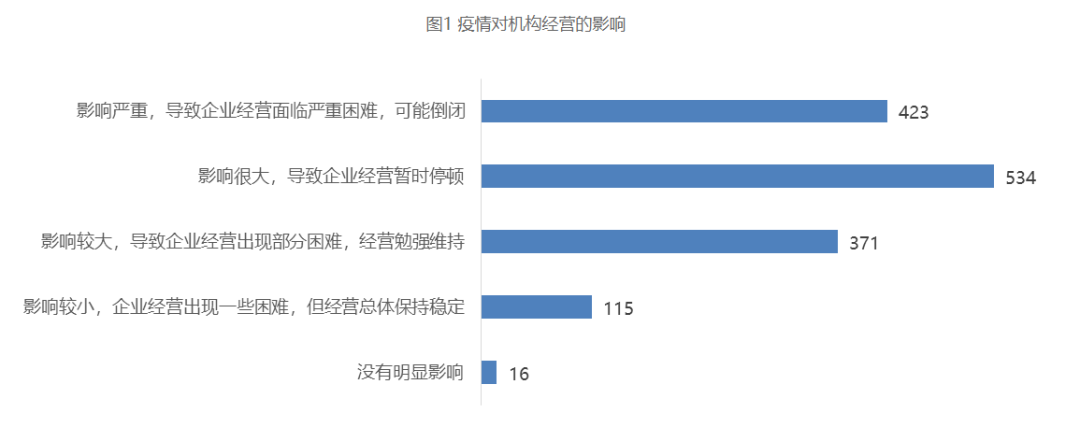 图1 疫情对机构经营的影响
影响严重，导致企业经营面临严重困难，可能倒闭
423
影响很大，导致企业经营暂时停顿
534
影响较大，导致企业经营出现部分困难，经营勉强维持
371
影响较小，企业经营出现一些困难，但经营总体保持稳定
115
没有明显影响
16